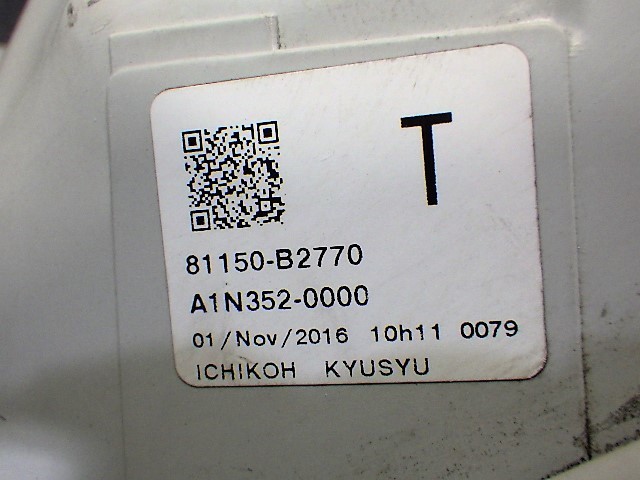 T
81150-B2770
A1N352-0000
01/Nov/2016 10h11 0079
ICHIKOH KYUSYU